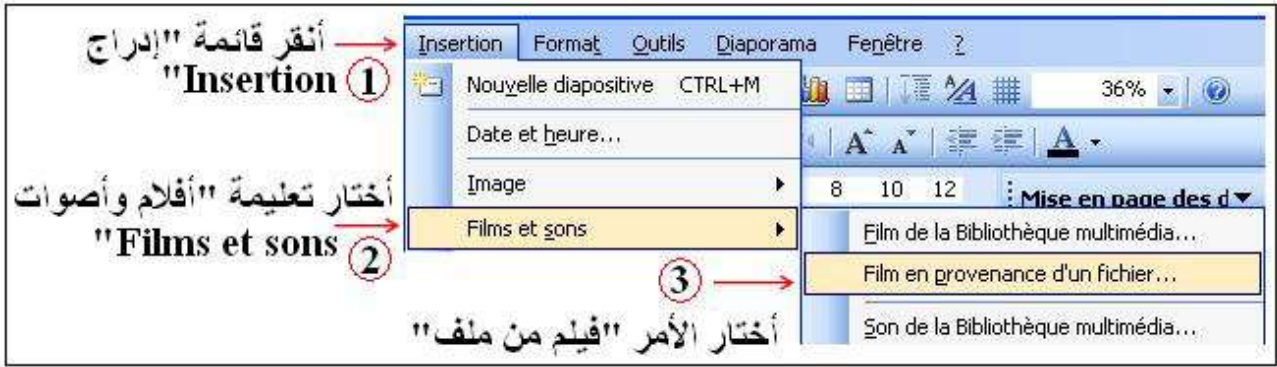 أنقر قائمة "إدراج
Insertion"
1
Insertion Format Outils Diaporama Fenêtre ?
Nouvelle diapositive CTRL+M
36%
Date et heure...
A A A
Image
8 10 12
Mise en page des d
أختار تعليمة "أفلام وأصوات
Films et sons"
2
Films et sons
Film de la Bibliothèque multimédia...
3
Film en provenance d'un fichier...
أختار الأمر "فيلم من ملف"
Son de la Bibliothèque multimédia...